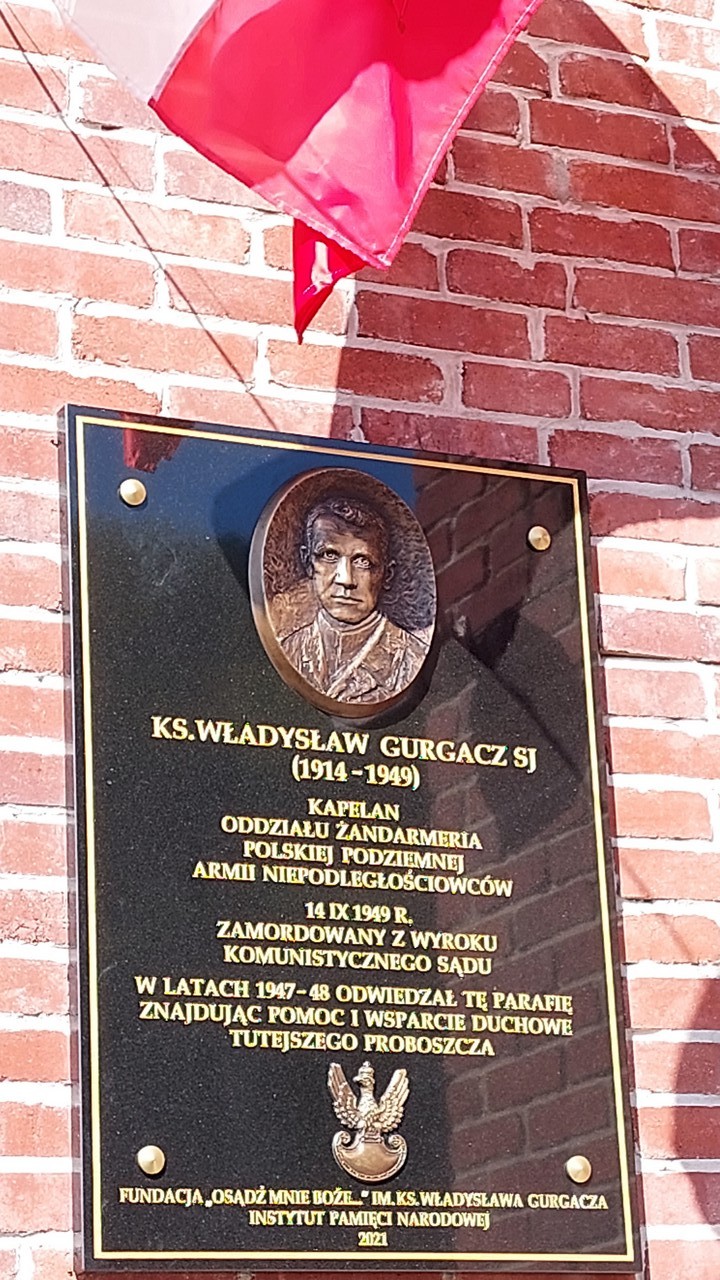 KS.WŁADYSŁAW GURGACZ SJ
(1914-1949)
KAPELAN
ODDZIAŁU ŻANDARMERIA
POLSKIEJ PODZIEMNEJ
ARMII NIEPODLEGŁOŚCIOWCÓW
14 IX 1949 R.
ZAMORDOWANY Z WYROKU
KOMUNISTYCZNEGO SĄDU
W LATACH 1947-48 ODWIEDZAŁ TĘ PARAFIĘ
ZNAJDUJĄC POMOC I WSPARCIE DUCHOWE
TUTEJSZEGO PROBOSZCZA
FUNDACJA „OSĄDŹ MNIE BOŻE..." IM. KS. WŁADYSŁAWA GURGACZA
INSTYTUT PAMIĘCI NARODOWEJ
2021